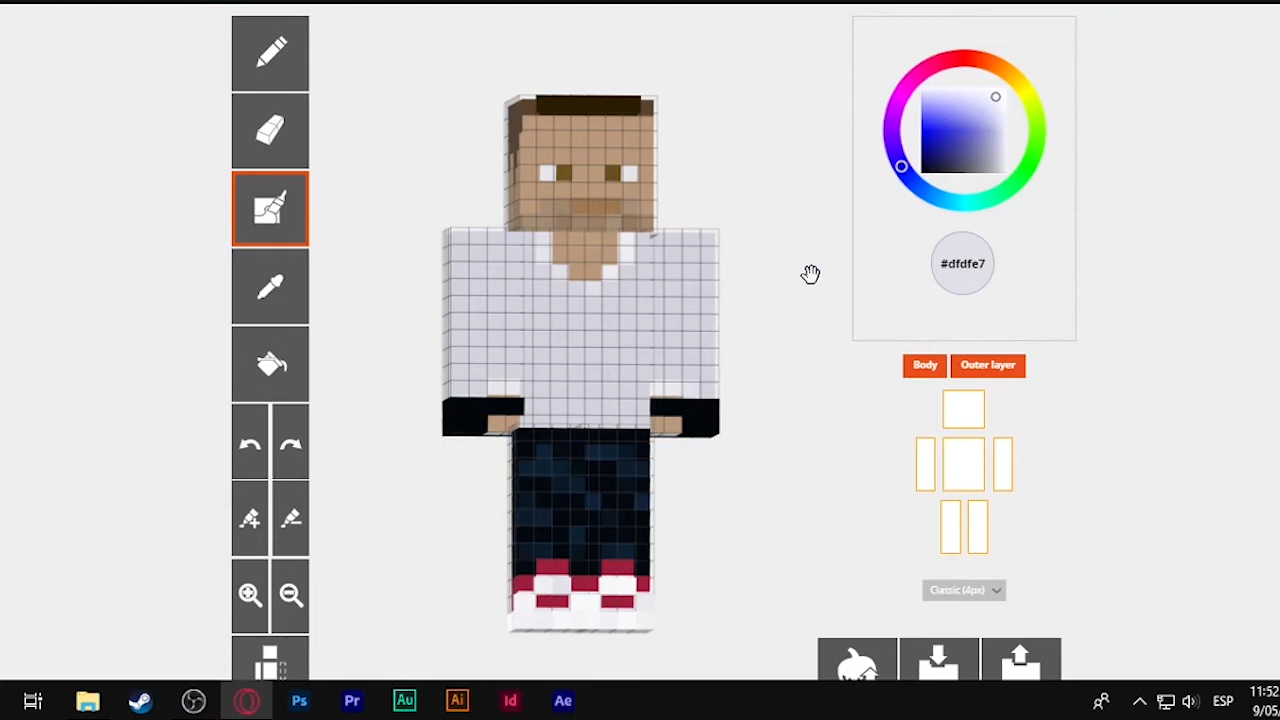 #dfdfe7
Body
Outer layer
Classic (4px)
Ps
Pr
Au
Ai
Id
Ae
ESP
11:52
9/05/